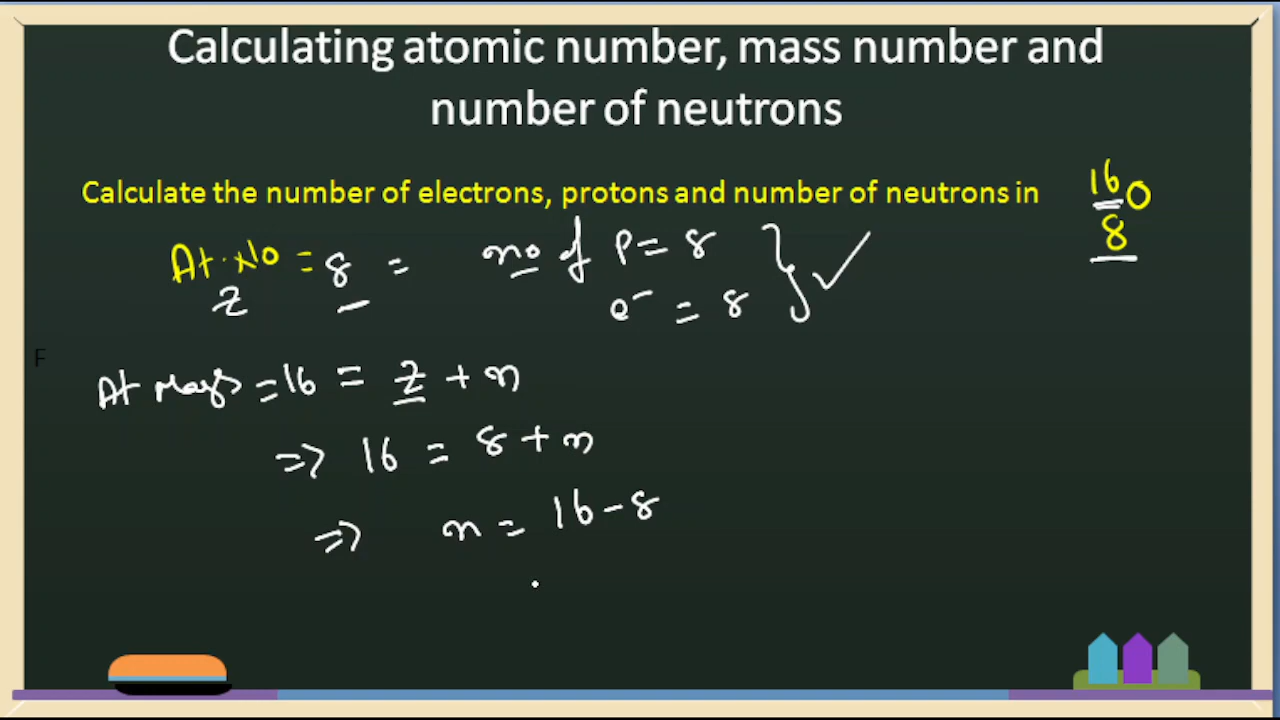 Calculating atomic number, mass number and
number of neutrons
Calculate the number of electrons, protons and number of neutrons in
16
8 O
At. No = 8 = no of P = 8
Z
e⁻ = 8
F
At Mass = 16 = Z + n
=> 16 = 8 + n
=> n = 16 - 8